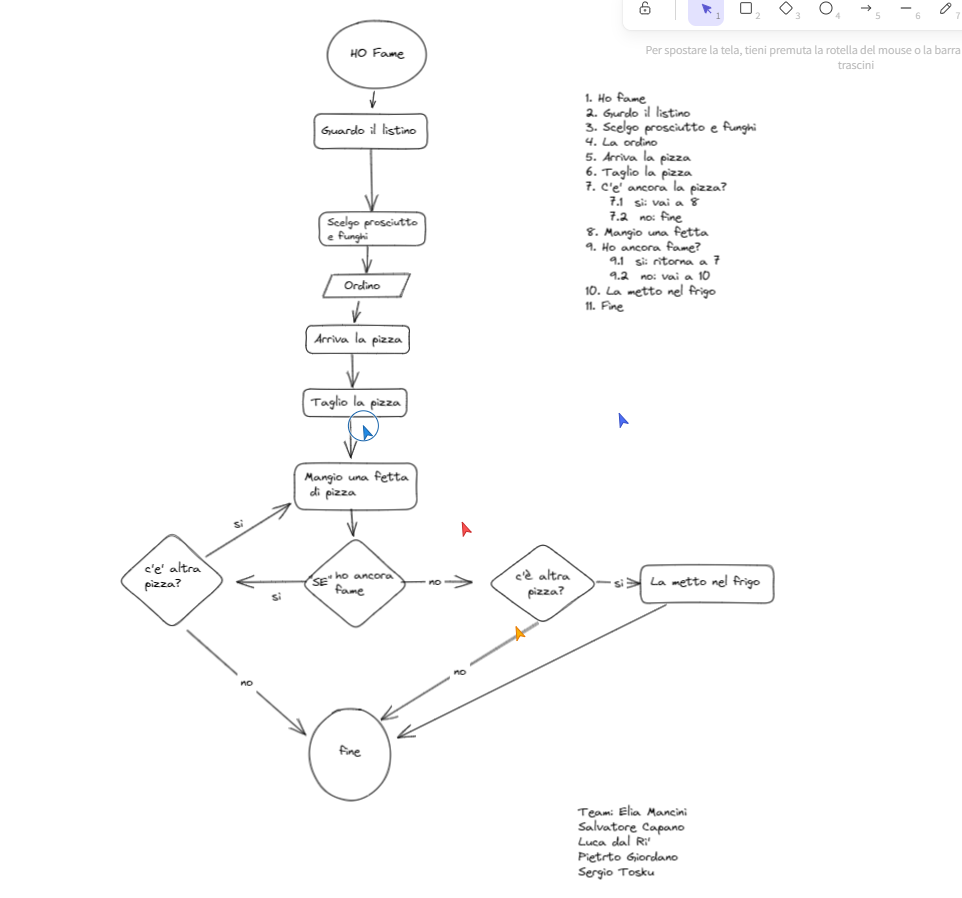 1
2
3
4
5
6
7
Per spostare la tela, tieni premuta la rotella del mouse o la barra
trascini
HO Fame
Guardo il listino
Scelgo prosciutto
e funghi
Ordino
Arriva la pizza
Taglio la pizza
Mangio una fetta
di pizza
si
c'e' altra
pizza?
si
"SE" ho ancora
fame
no
c'è altra
pizza?
si
La metto nel frigo
no
no
fine
1. Ho fame
2. Gurdo il listino
3. Scelgo prosciutto e funghi
4. La ordino
5. Arriva la pizza
6. Taglio la pizza
7. C'e' ancora la pizza?
7.1 si: vai a 8
7.2 no: fine
8. Mangio una fetta
9. Ho ancora fame?
9.1 si: ritorna a 7
9.2 no: vai a 10
10. La metto nel frigo
11. Fine
Team: Elia Mancini
Salvatore Capano
Luca dal Ri'
Pietrto Giordano
Sergio Tosku